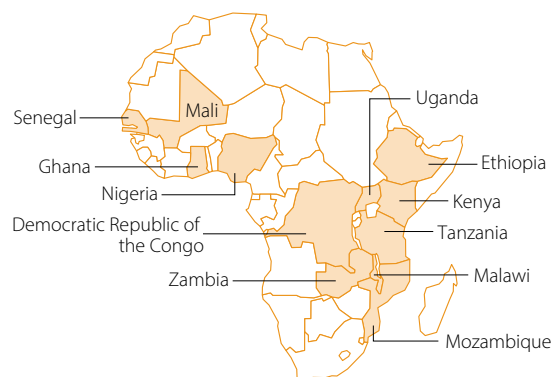 Uganda
Mali
Senegal
Ethiopia
Ghana
Nigeria
Kenya
Democratic Republic of
the Congo
Tanzania
Zambia
Malawi
Mozambique